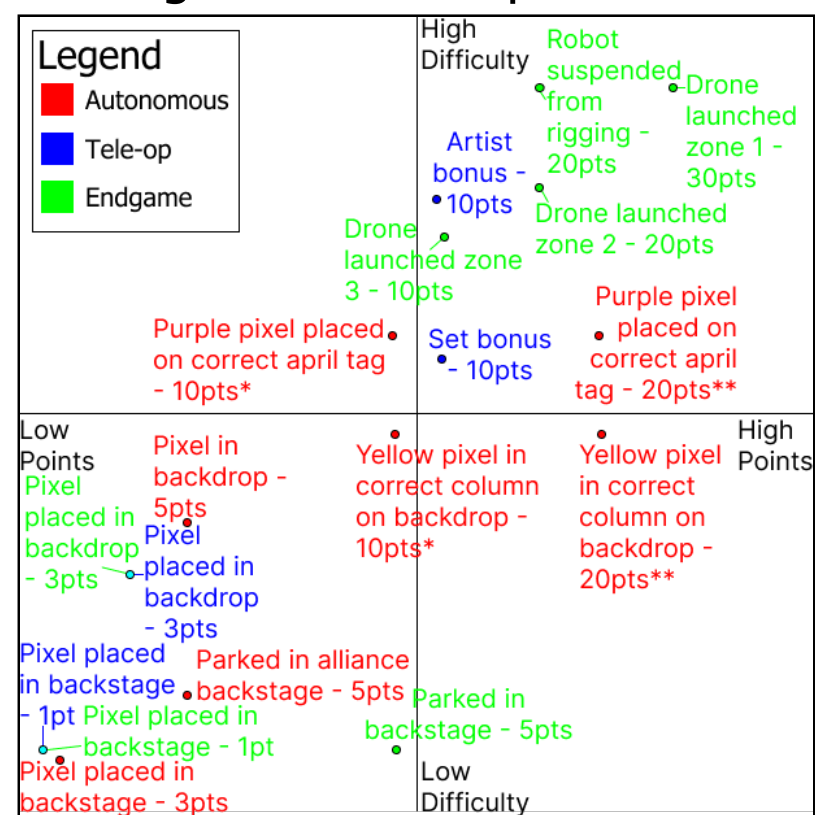 Legend
Autonomous
Tele-op
Endgame
High
Difficulty
Robot
suspended
from
rigging -
20pts
Drone
launched
zone 1 -
30pts
Artist
bonus -
10pts
Drone launched
zone 2 - 20pts
Drone
launched zone
3 - 10pts
Purple pixel placed
on correct april tag
- 10pts*
Set bonus
- 10pts
Purple pixel
placed on
correct april
tag - 20pts**
Low
Points
High
Points
Pixel in
backdrop -
5pts
Yellow pixel in
correct column
on backdrop -
10pts*
Yellow pixel
in correct
column on
backdrop -
20pts**
Pixel
placed in
backdrop
- 3pts
Pixel
placed in
backdrop
- 3pts
Pixel placed
in backstage
- 1pt
Parked in alliance
backstage - 5pts
Pixel placed in
backstage - 1pt
Parked in
backstage - 5pts
Pixel placed in
backstage - 3pts
Low
Difficulty